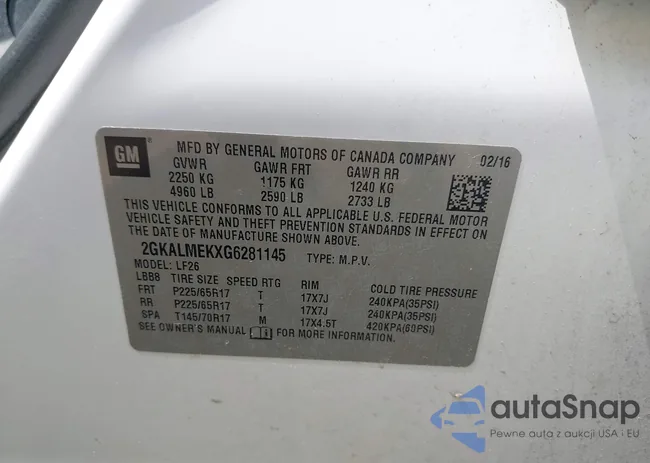 GM
MFD BY GENERAL MOTORS OF CANADA COMPANY 02/16
GVWR GAWR FRT GAWR RR
2250 KG 1175 KG 1240 KG
4960 LB 2590 LB 2733 LB
THIS VEHICLE CONFORMS TO ALL APPLICABLE U.S. FEDERAL MOTOR
VEHICLE SAFETY AND THEFT PREVENTION STANDARDS IN EFFECT ON
THE DATE OF MANUFACTURE SHOWN ABOVE.
2GKALMEKXG6281145 TYPE: M.P.V.
MODEL: LF26
LBB8 TIRE SIZE SPEED RTG RIM COLD TIRE PRESSURE
FRT P225/65R17 T 17X7J 240KPA(35PSI)
RR P225/65R17 T 17X7J 240KPA(35PSI)
SPA T145/70R17 M 17X4.5T 420KPA(60PSI)
SEE OWNER'S MANUAL FOR MORE INFORMATION.
autaSnap
Pewne auta z aukcji USA i EU